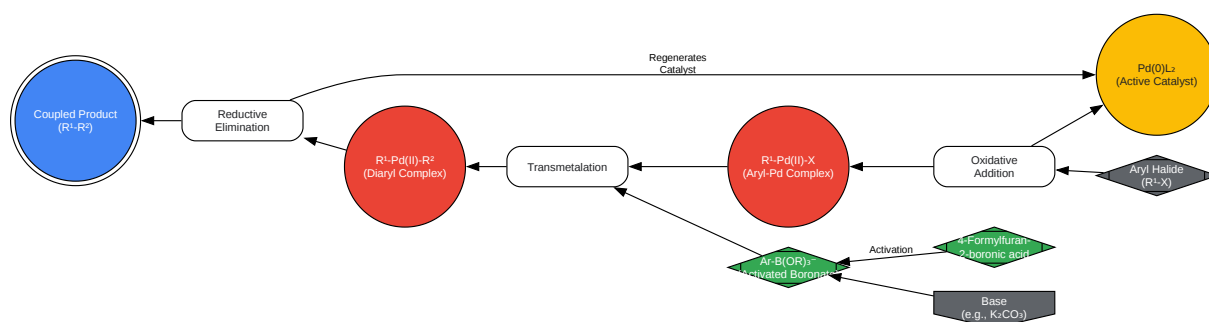 Regenerates
Catalyst
Pd(0)L₂
(Active Catalyst)
Coupled Product
(R¹-R²)
Reductive
Elimination
R¹-Pd(II)-R²
(Diaryl Complex)
Transmetalation
R¹-Pd(II)-X
(Aryl-Pd Complex)
Oxidative
Addition
Aryl Halide
(R¹-X)
Activation
4-Formylfuran-
2-boronic acid
Ar-B(OR)₃⁻
(Activated Boronate)
Base
(e.g., K₂CO₃)